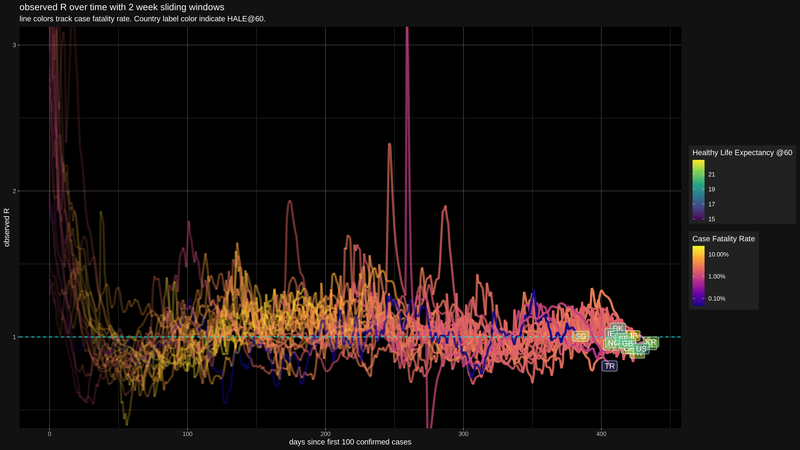 observed R over time with 2 week sliding windows
line colors track case fatality rate. Country label color indicate HALE@60.
3
2
1
observed R
0
100
200
300
400
days since first 100 confirmed cases
Healthy Life Expectancy @60
21
19
17
15
Case Fatality Rate
10.00%
1.00%
0.10%
SG
DK
KR
US
TR